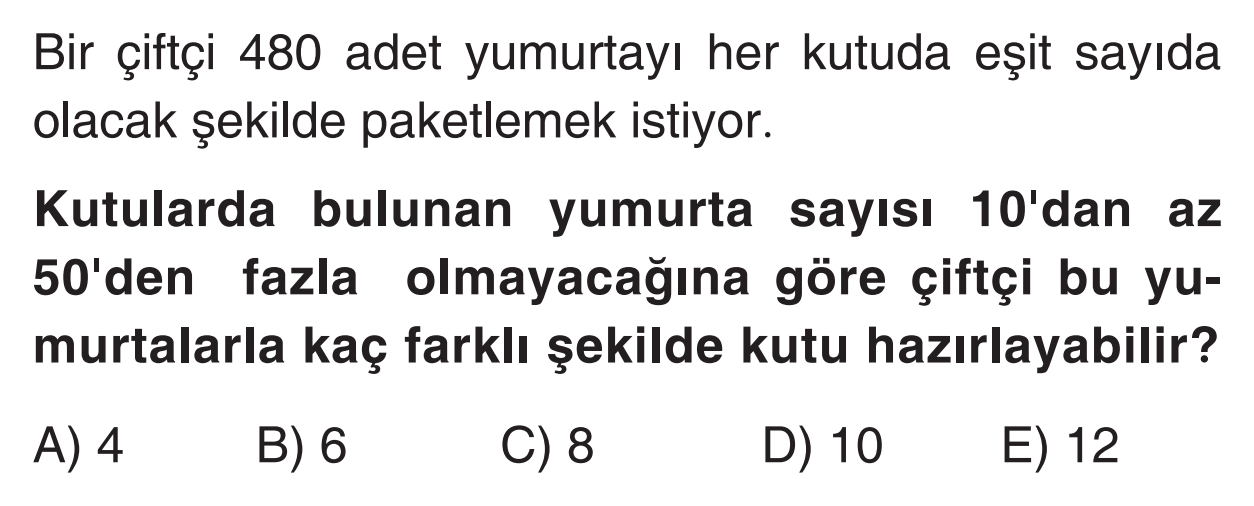 Bir çiftçi 480 adet yumurtayı her kutuda eşit sayıda
olacak şekilde paketlemek istiyor.
Kutularda bulunan yumurta sayısı 10'dan az
50'den fazla olmayacağına göre çiftçi bu yu-
murtalarla kaç farklı şekilde kutu hazırlayabilir?
A) 4 B) 6 C) 8 D) 10 E) 12